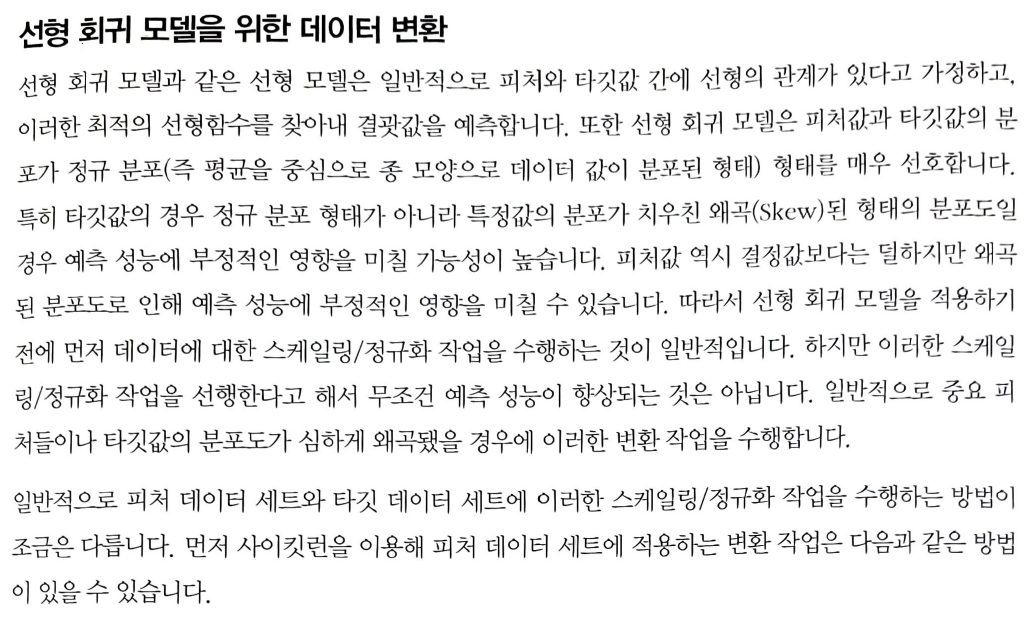 선형 회귀 모델을 위한 데이터 변환
선형 회귀 모델과 같은 선형 모델은 일반적으로 피처와 타깃값 간에 선형의 관계가 있다고 가정하고,
이러한 최적의 선형함수를 찾아내 결괏값을 예측합니다. 또한 선형 회귀 모델은 피처값과 타깃값의 분
포가 정규 분포(즉 평균을 중심으로 종 모양으로 데이터 값이 분포된 형태) 형태를 매우 선호합니다.
특히 타깃값의 경우 정규 분포 형태가 아니라 특정값의 분포가 치우친 왜곡(Skew)된 형태의 분포도일
경우 예측 성능에 부정적인 영향을 미칠 가능성이 높습니다. 피처값 역시 결정값보다는 덜하지만 왜곡
된 분포도로 인해 예측 성능에 부정적인 영향을 미칠 수 있습니다. 따라서 선형 회귀 모델을 적용하기
전에 먼저 데이터에 대한 스케일링/정규화 작업을 수행하는 것이 일반적입니다. 하지만 이러한 스케일
링/정규화 작업을 선행한다고 해서 무조건 예측 성능이 향상되는 것은 아닙니다. 일반적으로 중요 피
처들이나 타깃값의 분포도가 심하게 왜곡됐을 경우에 이러한 변환 작업을 수행합니다.
일반적으로 피처 데이터 세트와 타깃 데이터 세트에 이러한 스케일링/정규화 작업을 수행하는 방법이
조금은 다릅니다. 먼저 사이킷런을 이용해 피처 데이터 세트에 적용하는 변환 작업은 다음과 같은 방법
이 있을 수 있습니다.